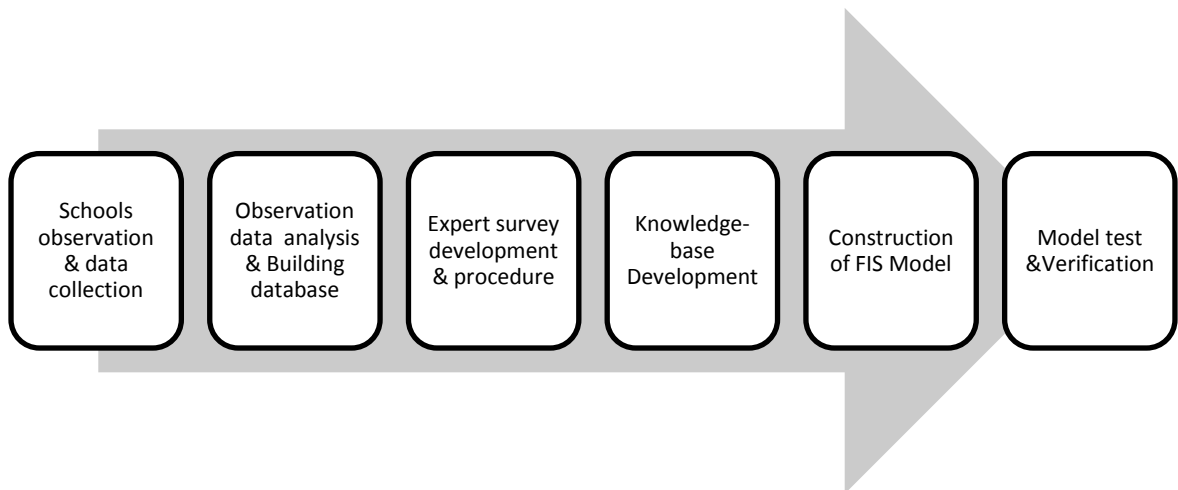 Schools
observation
& data
collection
Observation
data analysis
& Building
database
Expert survey
development
& procedure
Knowledge-
base
Development
Construction
of FIS Model
Model test
&Verification